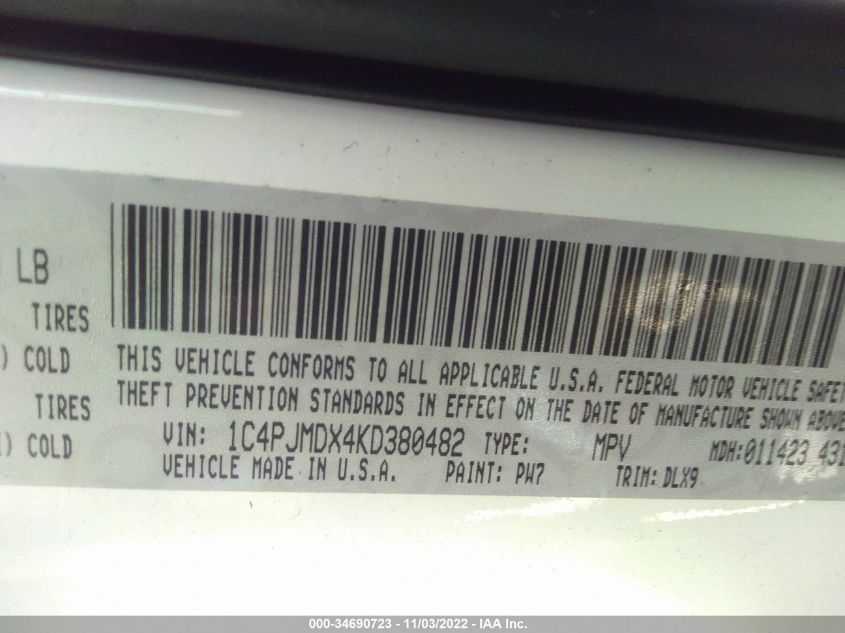 LB
TIRES
) COLD
TIRES
) COLD
THIS VEHICLE CONFORMS TO ALL APPLICABLE U.S.A. FEDERAL MOTOR VEHICLE SAFET
THEFT PREVENTION STANDARDS IN EFFECT ON THE DATE OF MANUFACTURE SHOWN ABOVE
VIN: 1C4PJMDX4KD380482 TYPE: MPV MDH:011423 431
VEHICLE MADE IN U.S.A. PAINT: PW7 TRIM: DLX9
000-34690723 - 11/03/2022 - IAA Inc.